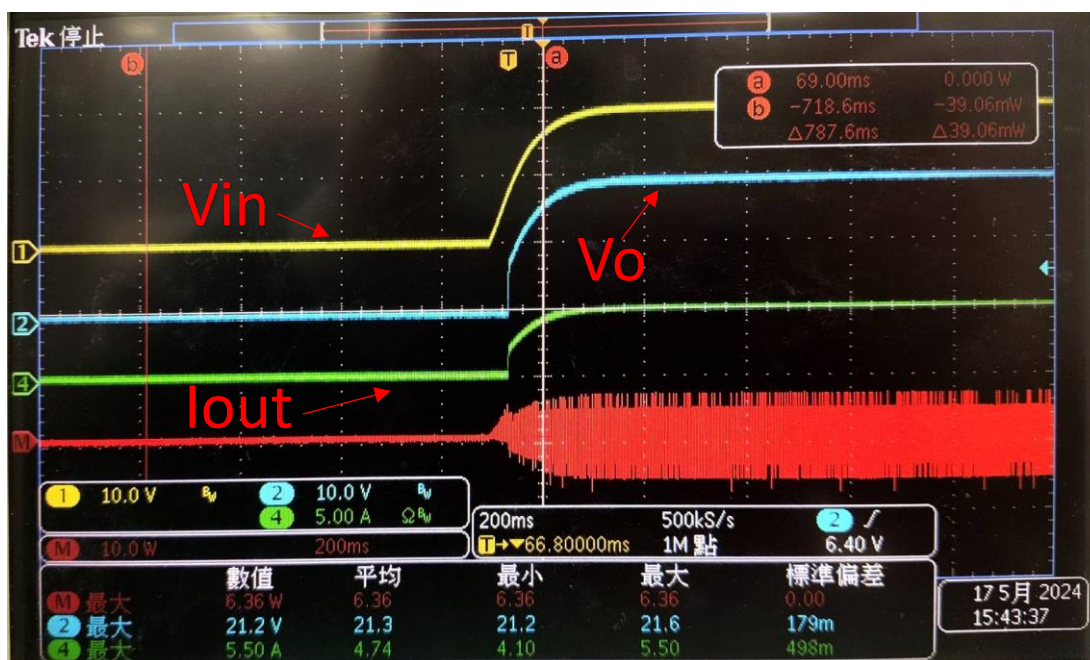 Tek 停止
T
b
T
a
a 69.00ms 0.000 W
b -718.6ms -39.06mW
Δ787.6ms Δ39.06mW
Vin
1
Vo
2
4
Iout
M
1 10.0 V BW 2 10.0 V BW
4 5.00 A Ω BW
M 10.0 W 200ms
200ms 500kS/s 2 ∫
T→▼66.80000ms 1M 點 6.40 V
數值 平均 最小 最大 標準偏差
M 最大 6.36 W 6.36 6.36 6.36 0.00
2 最大 21.2 V 21.3 21.2 21.6 179m
4 最大 5.50 A 4.74 4.10 5.50 498m
17 5月 2024
15:43:37